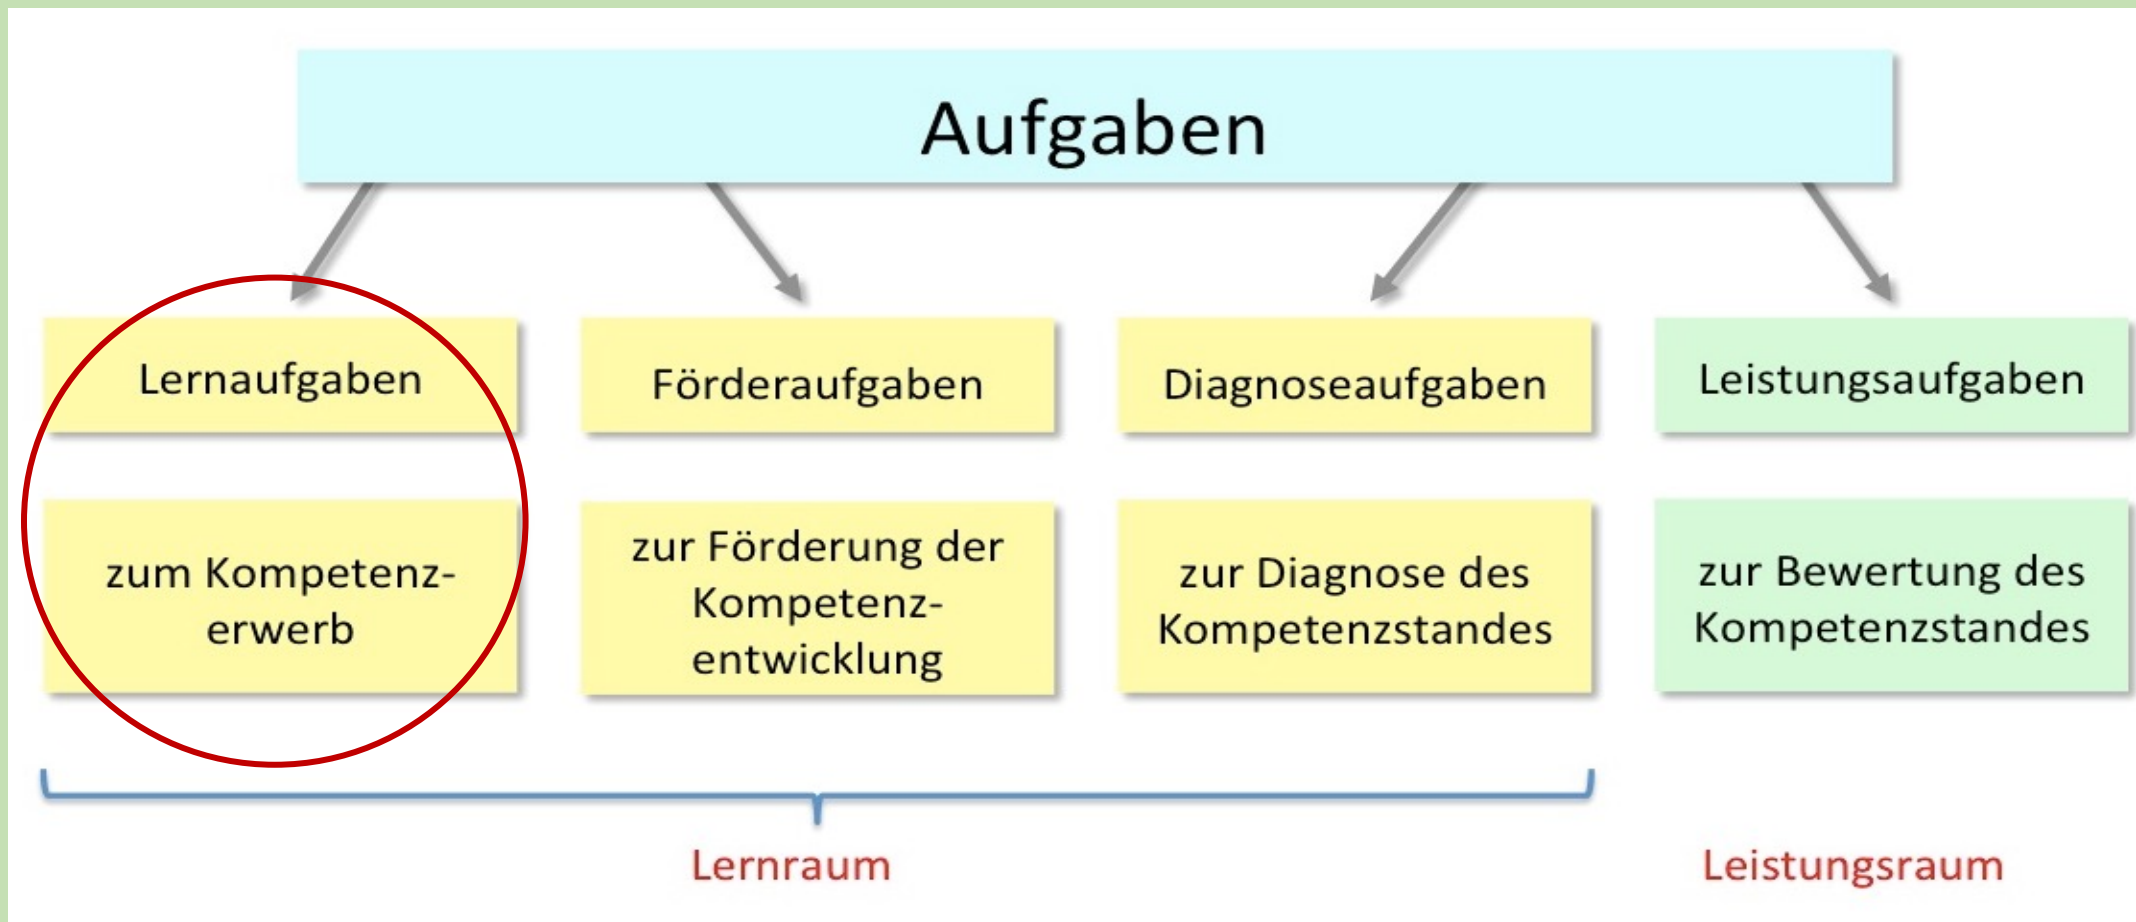 Aufgaben
Lernaufgaben
Förderaufgaben
Diagnoseaufgaben
Leistungsaufgaben
zum Kompetenz-
erwerb
zur Förderung der
Kompetenz-
entwicklung
zur Diagnose des
Kompetenzstandes
zur Bewertung des
Kompetenzstandes
Lernraum
Leistungsraum